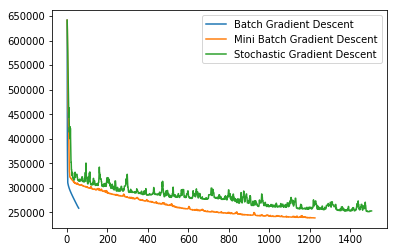 650000
600000
550000
500000
450000
400000
350000
300000
250000
Batch Gradient Descent
Mini Batch Gradient Descent
Stochastic Gradient Descent
0 200 400 600 800 1000 1200 1400